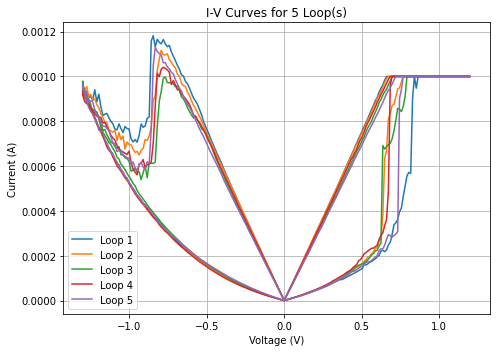 I-V Curves for 5 Loop(s)
Current (A)
0.0012
0.0010
0.0008
0.0006
0.0004
0.0002
0.0000
Loop 1
Loop 2
Loop 3
Loop 4
Loop 5
−1.0 −0.5 0.0 0.5 1.0
Voltage (V)